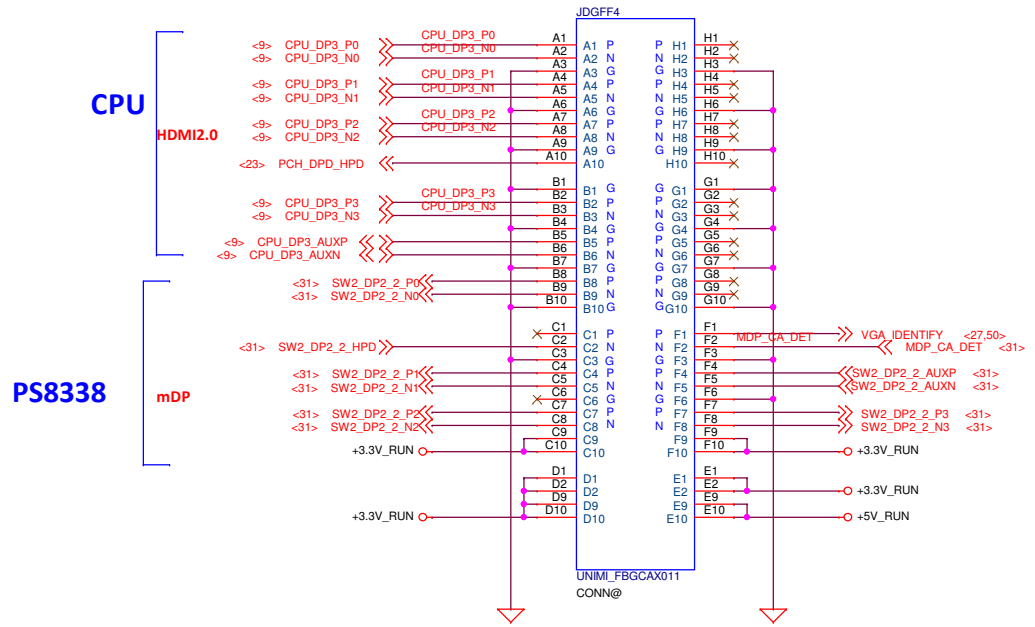 JDGFF4
<9> CPU_DP3_P0 CPU_DP3_P0 A1 A1 P P H1 H1
<9> CPU_DP3_N0 CPU_DP3_N0 A2 A2 N N H2 H2
A3 A3 G G H3 H3
<9> CPU_DP3_P1 CPU_DP3_P1 A4 A4 P P H4 H4
<9> CPU_DP3_N1 CPU_DP3_N1 A5 A5 N N H5 H5
CPU
A6 A6 G G H6 H6
<9> CPU_DP3_P2 CPU_DP3_P2 A7 A7 P P H7 H7
HDMI2.0
<9> CPU_DP3_N2 CPU_DP3_N2 A8 A8 N N H8 H8
A9 A9 G G H9 H9
<23> PCH_DPD_HPD A10 A10 H10 H10
B1 B1 G G G1 G1
<9> CPU_DP3_P3 CPU_DP3_P3 B2 B2 P P G2 G2
<9> CPU_DP3_N3 CPU_DP3_N3 B3 B3 N N G3 G3
B4 B4 G G G4 G4
<9> CPU_DP3_AUXP B5 B5 P P G5 G5
<9> CPU_DP3_AUXN B6 B6 N N G6 G6
B7 B7 G G G7 G7
<31> SW2_DP2_2_P0 B8 B8 P P G8 G8
<31> SW2_DP2_2_N0 B9 B9 N N G9 G9
B10 B10 G G G10 G10
C1 C1 P P F1 F1 VGA_IDENTIFY <27,50>
<31> SW2_DP2_2_HPD C2 C2 N N F2 F2 MDP_CA_DET MDP_CA_DET <31>
C3 C3 G G F3 F3
<31> SW2_DP2_2_P1 C4 C4 P P F4 F4 SW2_DP2_2_AUXP <31>
<31> SW2_DP2_2_N1 C5 C5 N N F5 F5 SW2_DP2_2_AUXN <31>
PS8338
mDP
C6 C6 G G F6 F6
<31> SW2_DP2_2_P2 C7 C7 P P F7 F7 SW2_DP2_2_P3 <31>
<31> SW2_DP2_2_N2 C8 C8 N N F8 F8 SW2_DP2_2_N3 <31>
C9 C9 F9 F9
+3.3V_RUN C10 C10 F10 F10 +3.3V_RUN
D1 D1 E1 E1
D2 D2 E2 E2 +3.3V_RUN
D9 D9 E9 E9
+3.3V_RUN D10 D10 E10 E10 +5V_RUN
UNIMI_FBGCAX011
CONN@